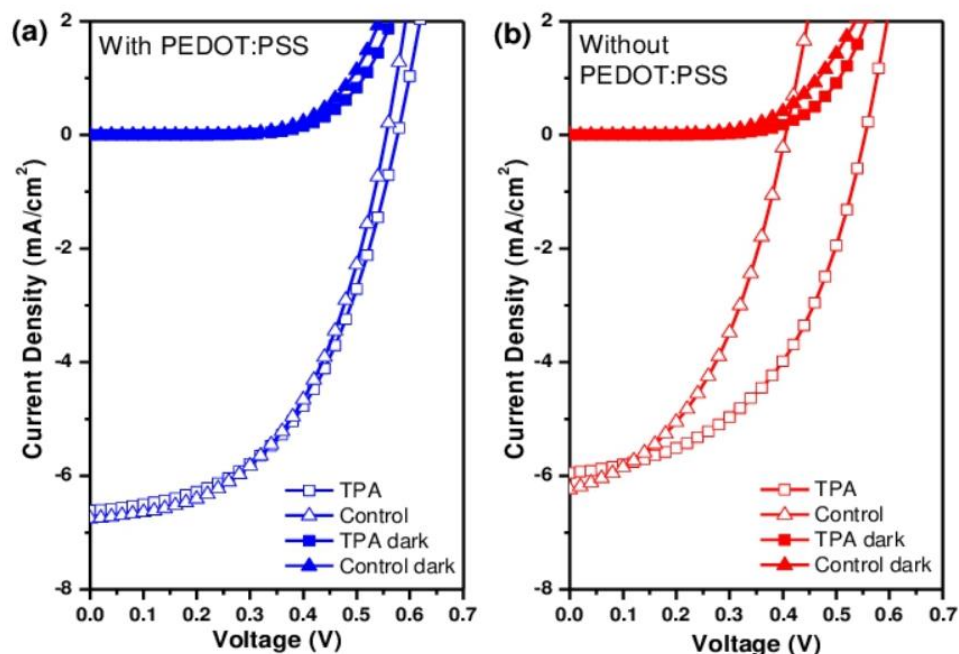 (a)
With PEDOT:PSS
Current Density (mA/cm²)
2
0
-2
-4
-6
-8
TPA
Control
TPA dark
Control dark
0.0 0.1 0.2 0.3 0.4 0.5 0.6 0.7
Voltage (V)
(b)
Without
PEDOT:PSS
Current Density (mA/cm²)
2
0
-2
-4
-6
-8
TPA
Control
TPA dark
Control dark
0.0 0.1 0.2 0.3 0.4 0.5 0.6 0.7
Voltage (V)